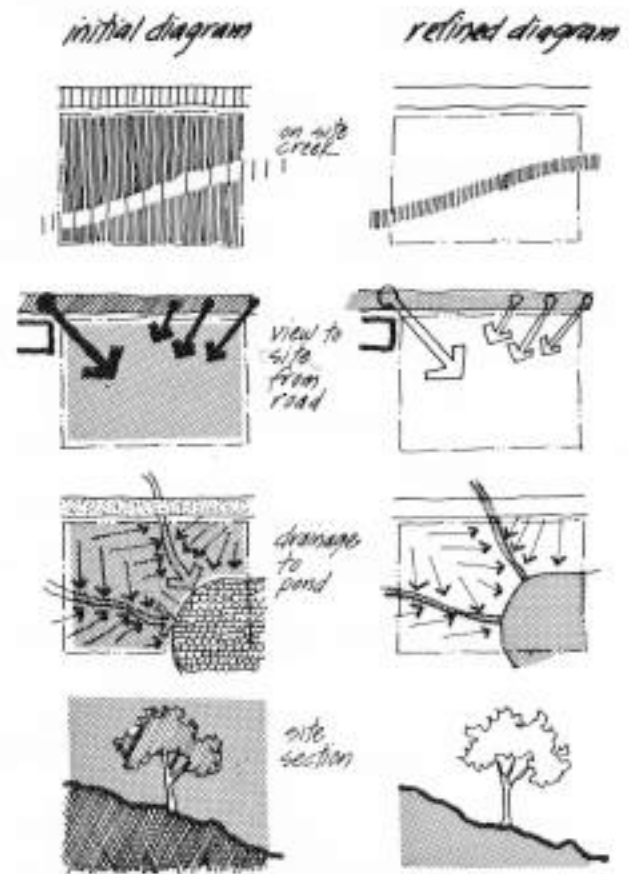 initial diagram
refined diagram
on site
creek
view to
site
from
road
drainage
to
pond
site
section